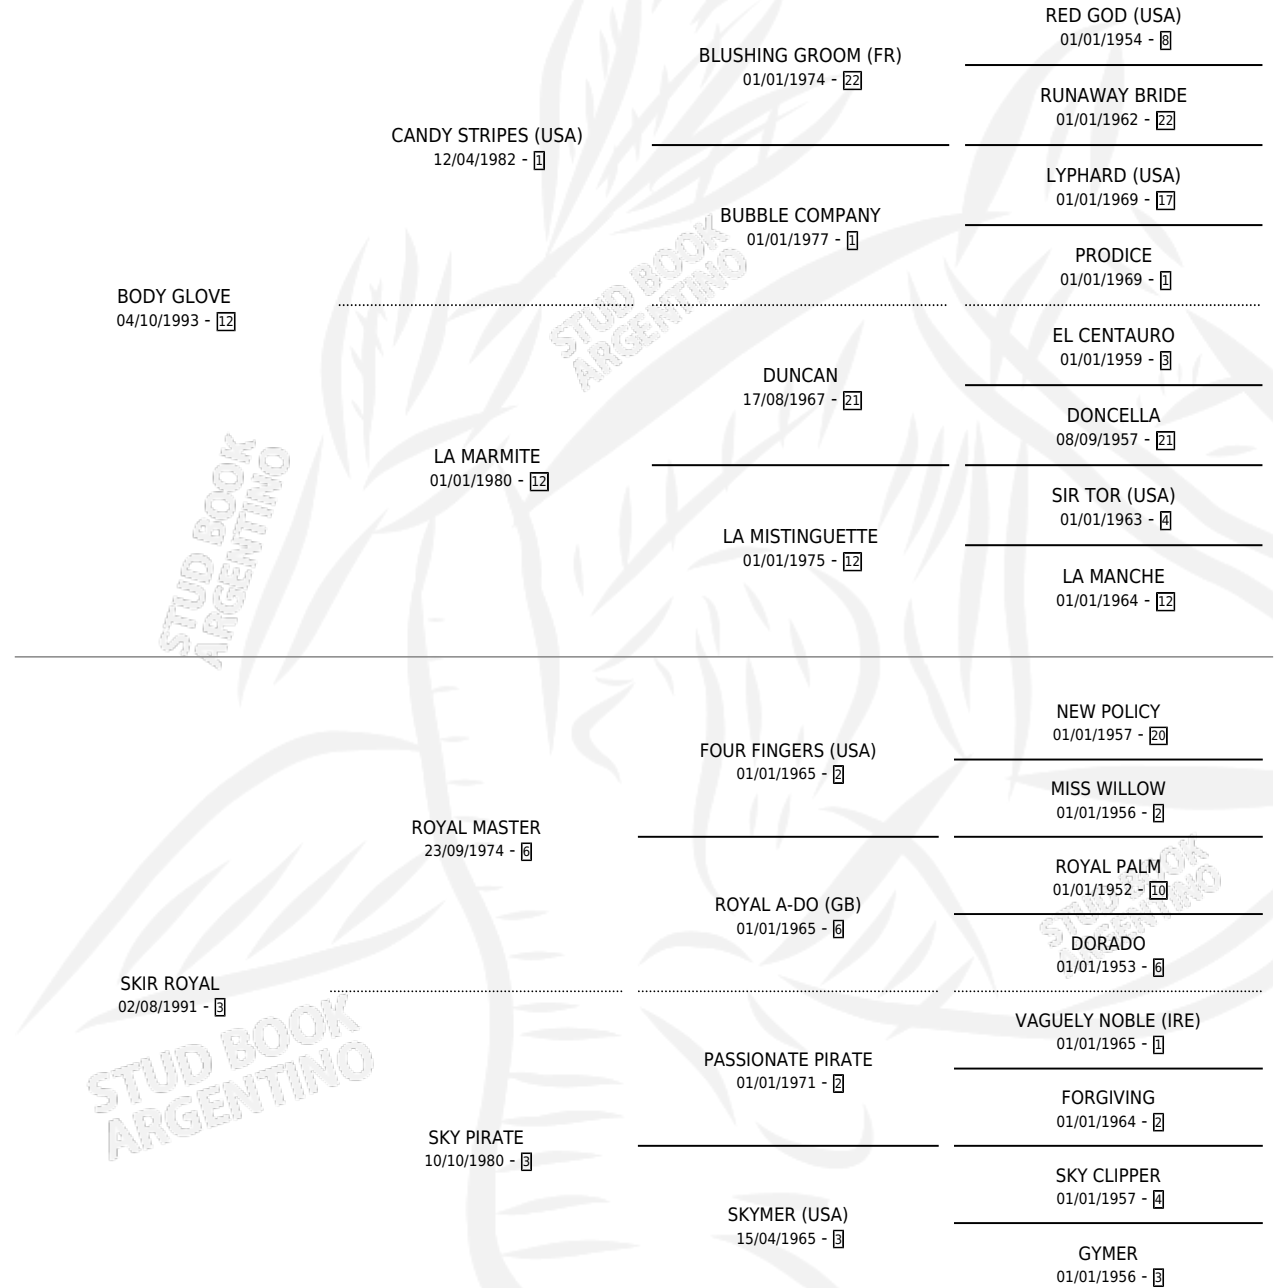 RED GOD (USA)
01/01/1954 - 8
BLUSHING GROOM (FR)
01/01/1974 - 22
RUNAWAY BRIDE
01/01/1962 - 22
CANDY STRIPES (USA)
12/04/1982 - 1
LYPHARD (USA)
01/01/1969 - 17
BUBBLE COMPANY
01/01/1977 - 1
PRODICE
01/01/1969 - 1
BODY GLOVE
04/10/1993 - 12
EL CENTAURO
01/01/1959 - 3
DUNCAN
17/08/1967 - 21
DONCELLA
08/09/1957 - 21
LA MARMITE
01/01/1980 - 12
SIR TOR (USA)
01/01/1963 - 4
LA MISTINGUETTE
01/01/1975 - 12
LA MANCHE
01/01/1964 - 12
NEW POLICY
01/01/1957 - 20
FOUR FINGERS (USA)
01/01/1965 - 2
MISS WILLOW
01/01/1956 - 2
ROYAL MASTER
23/09/1974 - 6
ROYAL PALM
01/01/1952 - 10
ROYAL A-DO (GB)
01/01/1965 - 6
DORADO
01/01/1953 - 6
SKIR ROYAL
02/08/1991 - 3
VAGUELY NOBLE (IRE)
01/01/1965 - 1
PASSIONATE PIRATE
01/01/1971 - 2
FORGIVING
01/01/1964 - 2
SKY PIRATE
10/10/1980 - 3
SKY CLIPPER
01/01/1957 - 4
SKYMER (USA)
15/04/1965 - 3
GYMER
01/01/1956 - 3
STUD BOOK
ARGENTINO
STUD BOOK
ARGENTINO
STUD BOOK
ARGENTINO
STUD BOOK
ARGENTINO